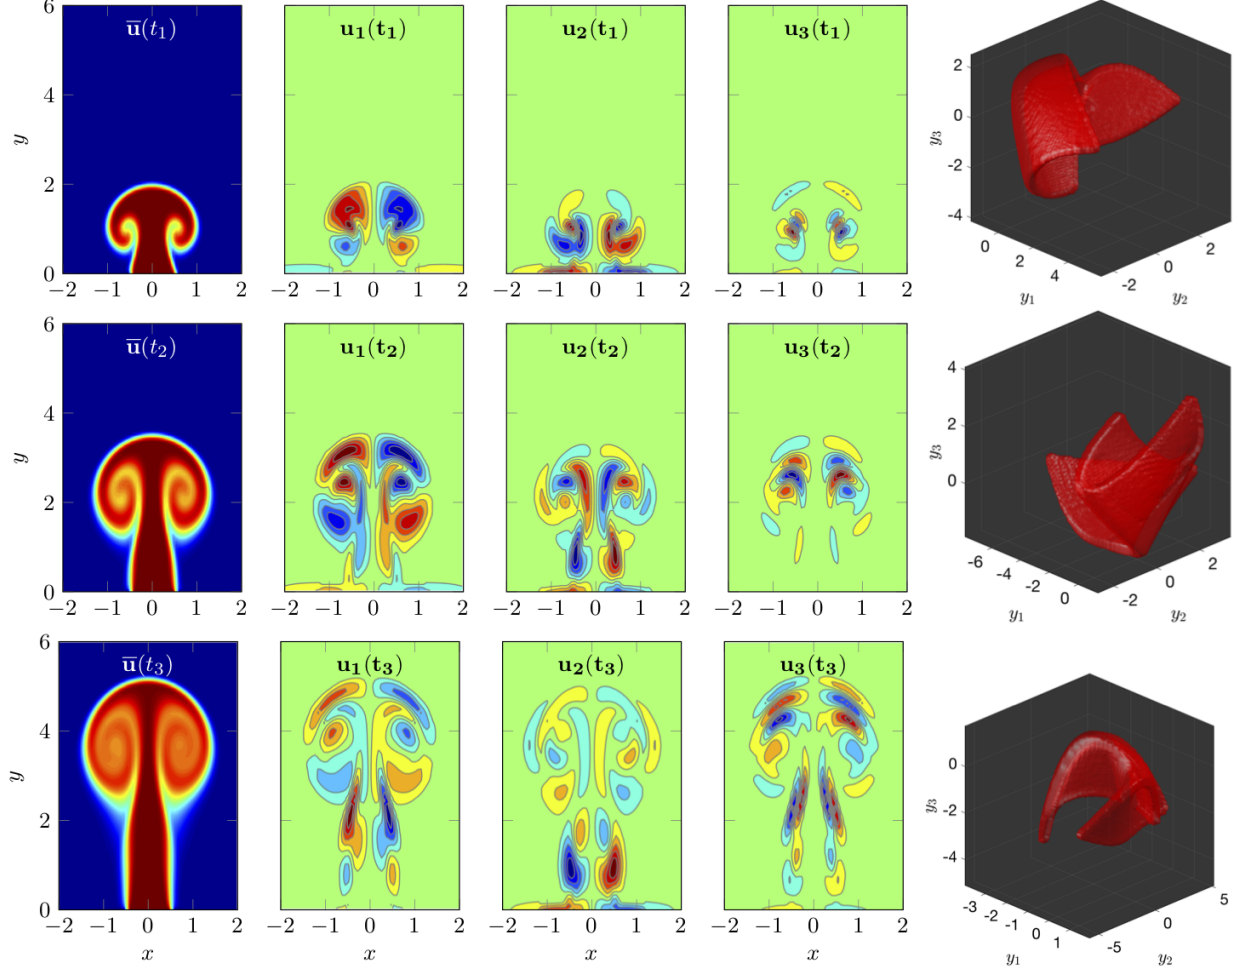 6
4
2
0
y
−2 −1 0 1 2
u̅(t₁)
−2 −1 0 1 2
u₁(t₁)
−2 −1 0 1 2
u₂(t₁)
−2 −1 0 1 2
u₃(t₁)
2
0
-2
-4
y₃
0 2 4
y₁
-2 0 2
y₂
6
4
2
0
y
−2 −1 0 1 2
u̅(t₂)
−2 −1 0 1 2
u₁(t₂)
−2 −1 0 1 2
u₂(t₂)
−2 −1 0 1 2
u₃(t₂)
4
2
0
y₃
-6 -4 -2 0
y₁
-2 0 2
y₂
6
4
2
0
y
−2 −1 0 1 2
x
u̅(t₃)
−2 −1 0 1 2
x
u₁(t₃)
−2 −1 0 1 2
x
u₂(t₃)
−2 −1 0 1 2
x
u₃(t₃)
0
-2
-4
y₃
-3 -2 -1 0 1
y₁
-5 0 5
y₂